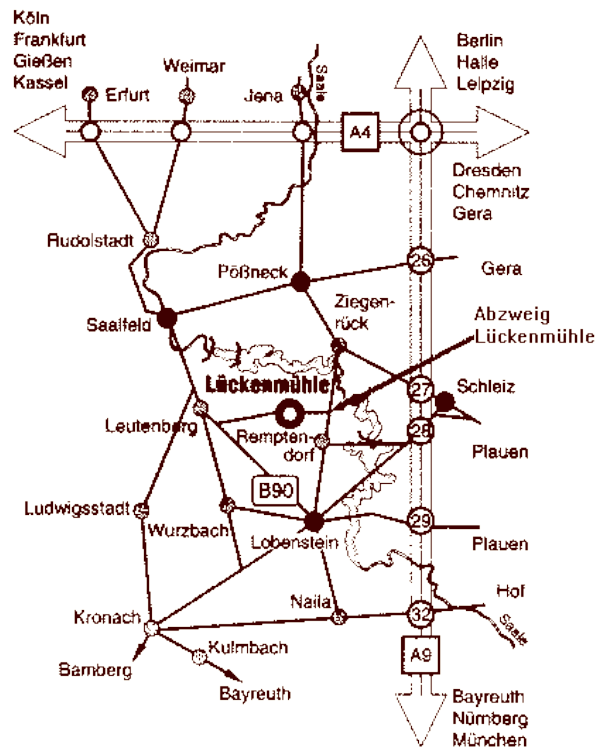 Köln
Frankfurt
Gießen
Kassel
Berlin
Halle
Leipzig
Weimar
Erfurt
Jena
Saale
A4
Dresden
Chemnitz
Gera
Rudolstadt
Pößneck
26
Gera
Ziegen-
rück
Abzweig
Lückenmühle
Saalfeld
Lückenmühle
27
Schleiz
Leutenberg
Rempten-
dorf
28
Plauen
B90
Ludwigsstadt
Wurzbach
Lobenstein
29
Plauen
Naila
Hof
32
Saale
Kronach
Kulmbach
Bamberg
Bayreuth
A9
Bayreuth
Nürnberg
München